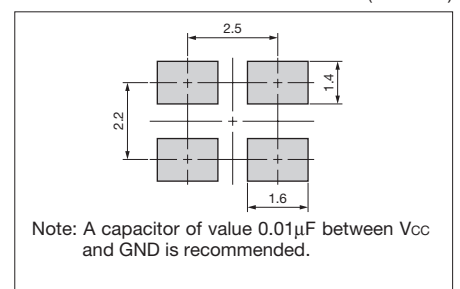 2.5
1.4
2.2
1.6
Note: A capacitor of value 0.01μF between Vcc
and GND is recommended.